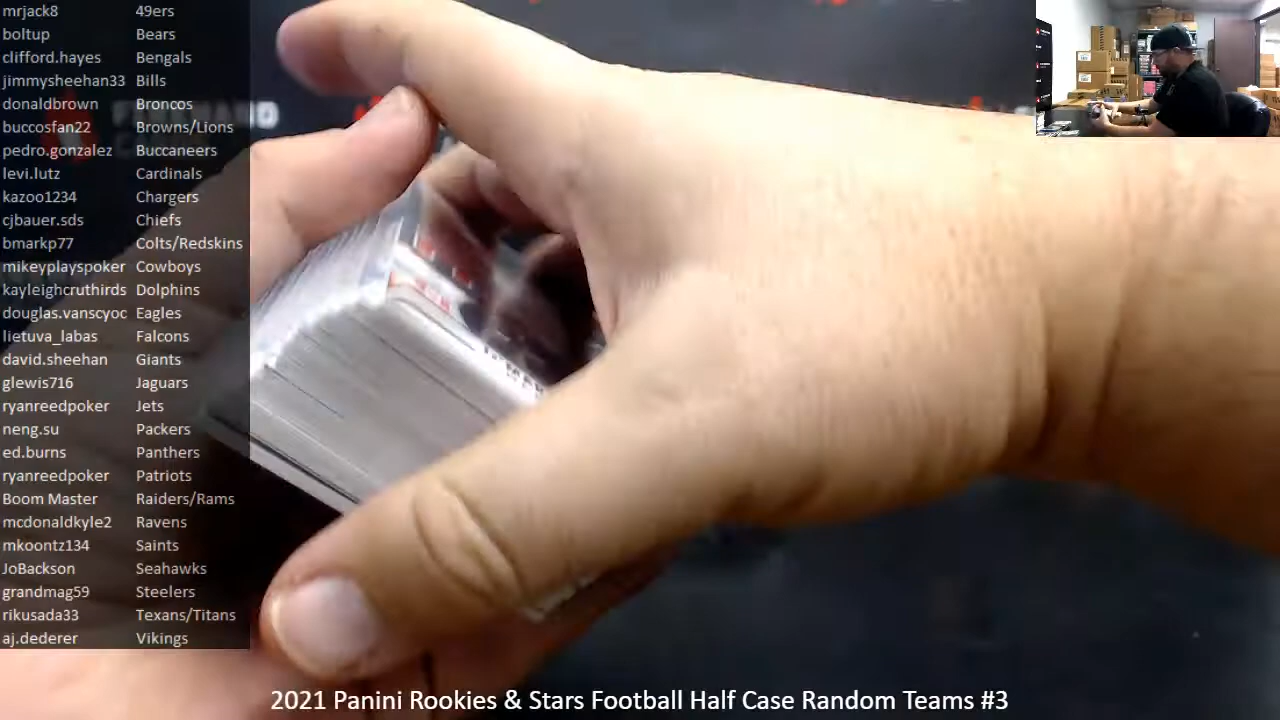 mrjack8 49ers
boltup Bears
clifford.hayes Bengals
jimmysheehan33 Bills
donaldbrown Broncos
buccosfan22 Browns/Lions
pedro.gonzalez Buccaneers
levi.lutz Cardinals
kazoo1234 Chargers
cjbauer.sds Chiefs
bmarkp77 Colts/Redskins
mikeyplayspoker Cowboys
kayleighcruthirds Dolphins
douglas.vanscyoc Eagles
lietuva_labas Falcons
david.sheehan Giants
glewis716 Jaguars
ryanreedpoker Jets
neng.su Packers
ed.burns Panthers
ryanreedpoker Patriots
Boom Master Raiders/Rams
mcdonaldkyle2 Ravens
mkoontz134 Saints
JoBackson Seahawks
grandmag59 Steelers
rikusada33 Texans/Titans
aj.dederer Vikings
2021 Panini Rookies & Stars Football Half Case Random Teams #3